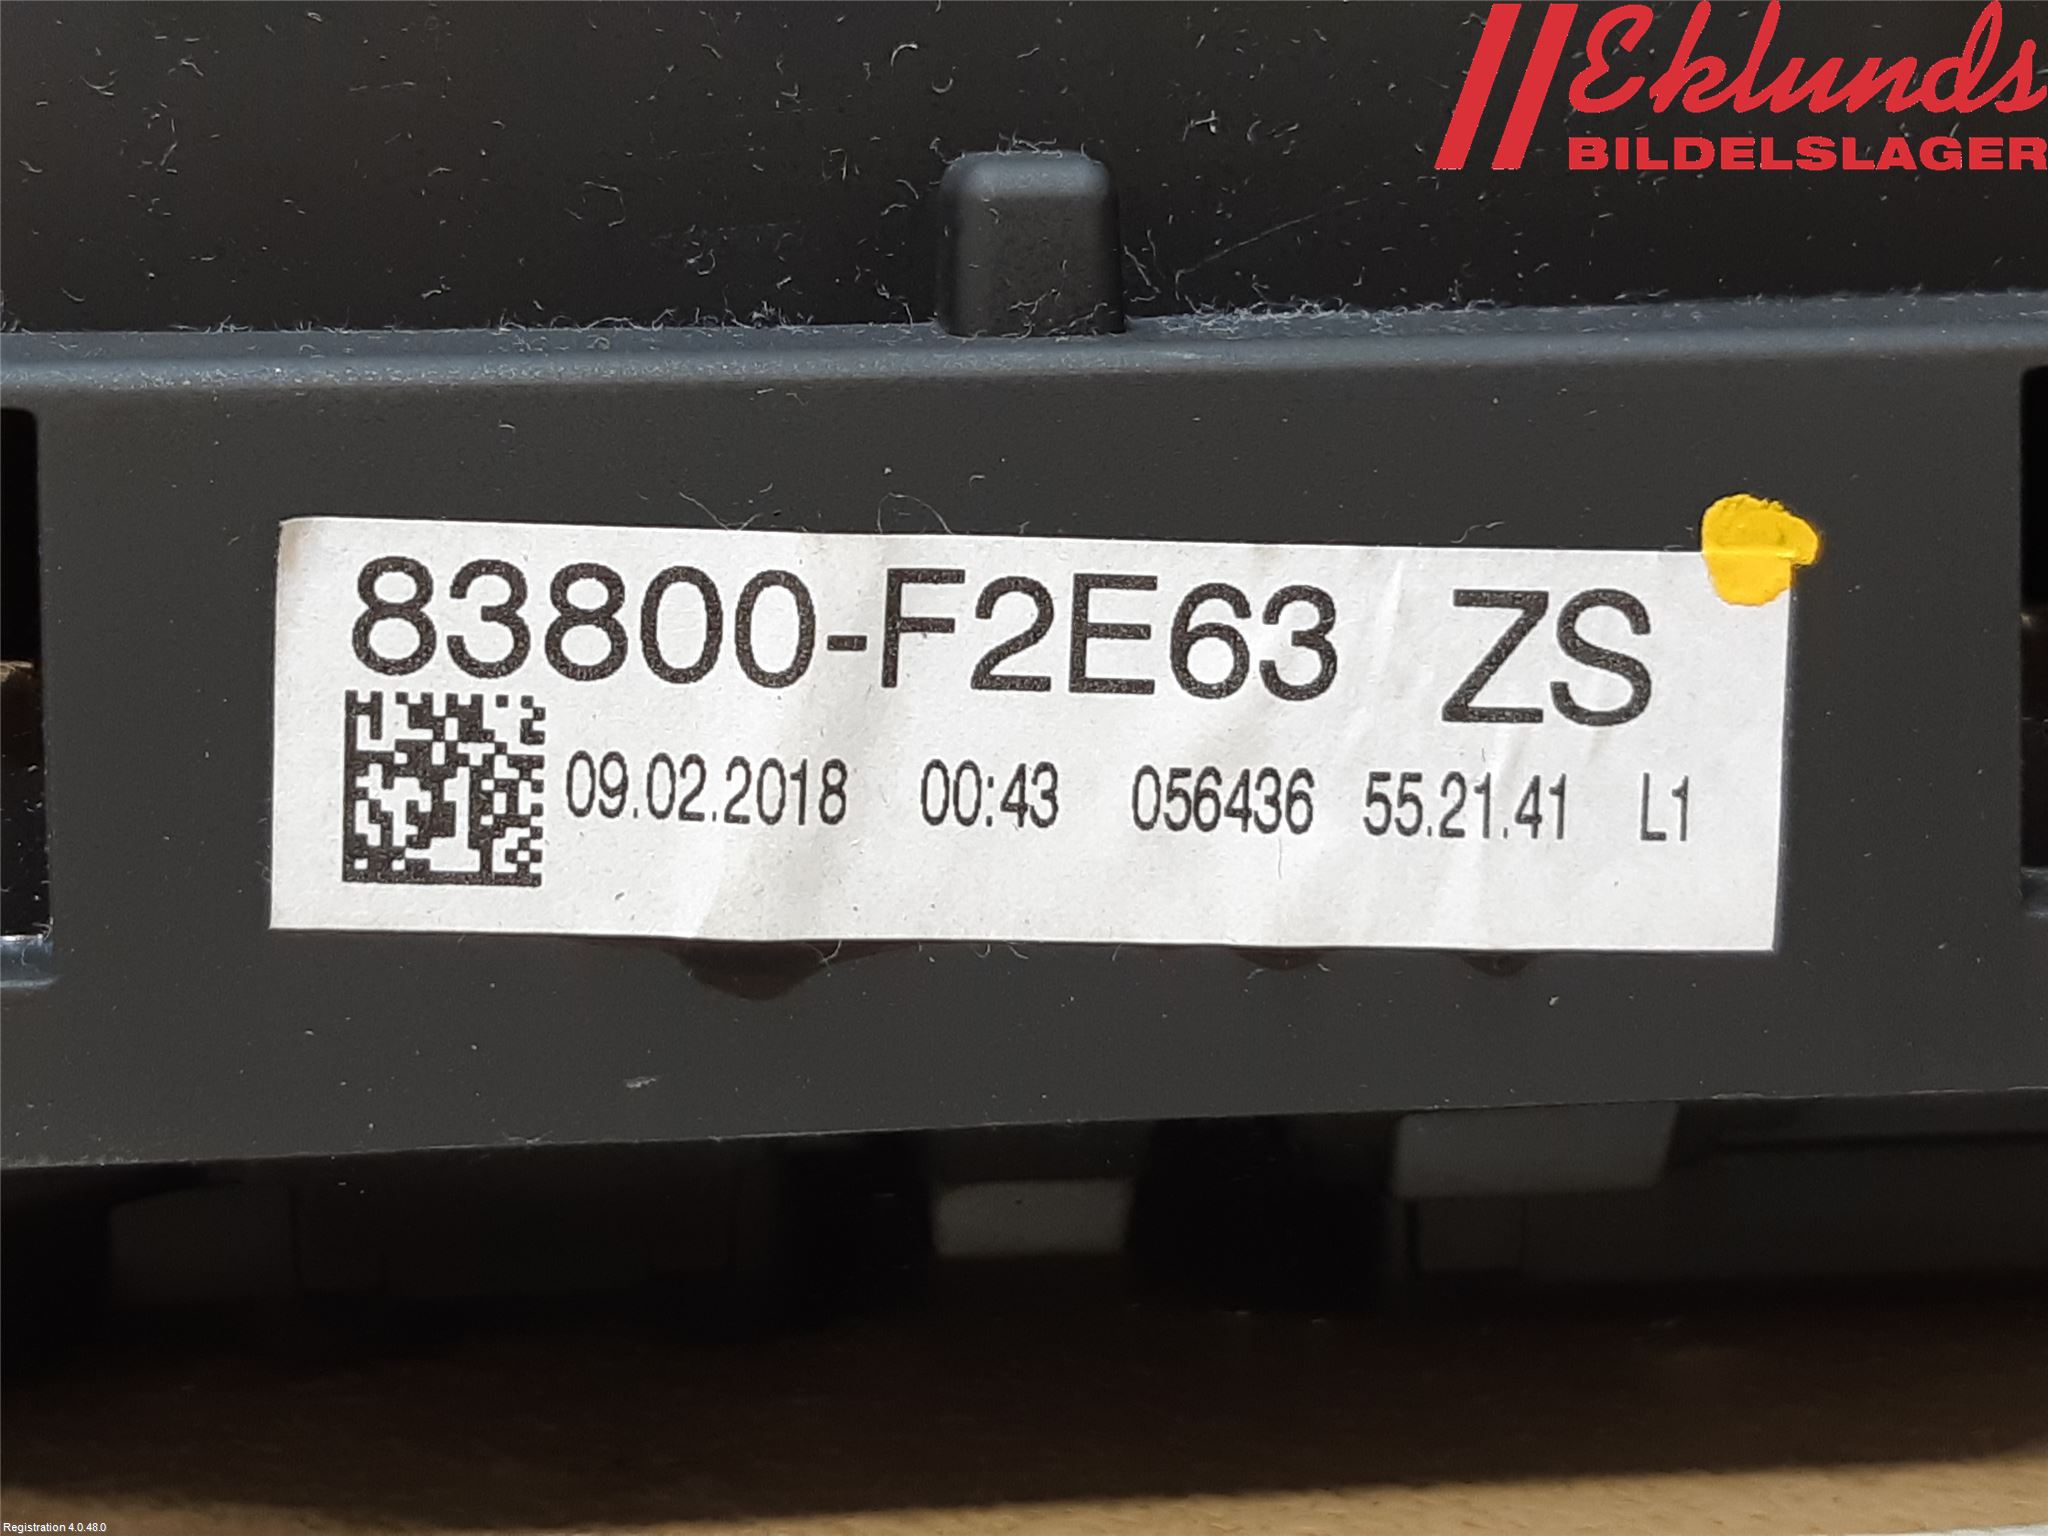 Eklunds
BILDELSLAGER
83800-F2E63 ZS
09.02.2018 00:43 056436 55.21.41 L1
Registration 4.0.48.0